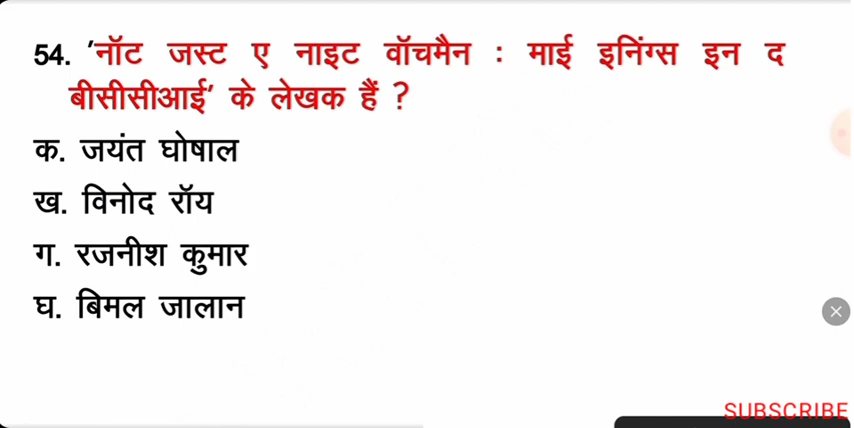 54. 'नॉट जस्ट ए नाइट वॉचमैन : माई इनिंग्स इन द
बीसीसीआई' के लेखक हैं ?
क. जयंत घोषाल
ख. विनोद रॉय
ग. रजनीश कुमार
घ. बिमल जालान
SUBSCRIBE